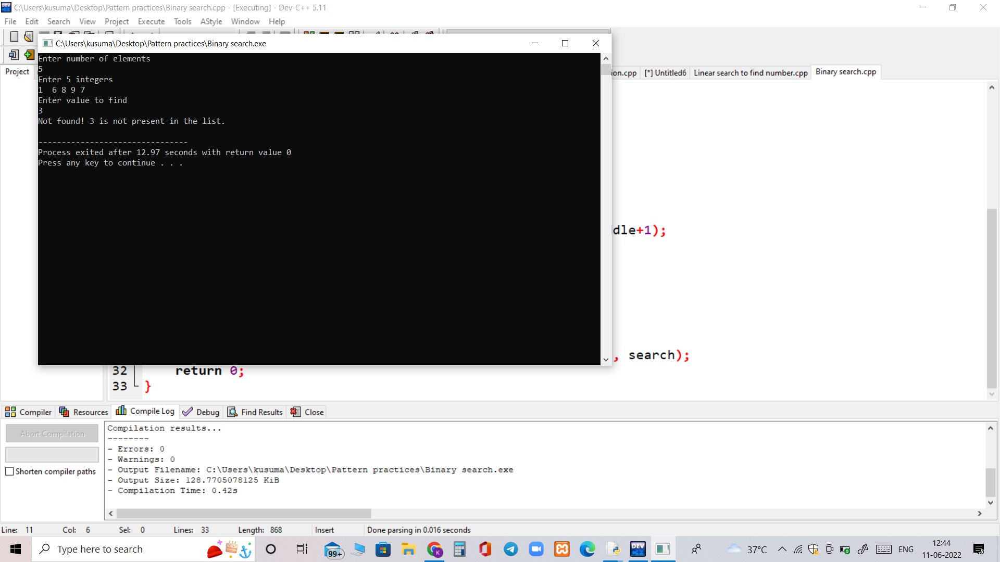 C:\Users\kusuma\Desktop\Pattern practices\Binary search.cpp - [Executing] - Dev-C++ 5.11
File Edit Search View Project Execute Tools AStyle Window Help
C:\Users\kusuma\Desktop\Pattern practices\Binary search.exe
Enter number of elements
5
Enter 5 integers
1  6 8 9 7
Enter value to find
3
Not found! 3 is not present in the list.
--------------------------------
Process exited after 12.97 seconds with return value 0
Press any key to continue . . .
Project
ion.cpp [*] Untitled6 Linear search to find number.cpp Binary search.cpp
dle+1);
, search);
32 return 0;
33 }
Compiler Resources Compile Log Debug Find Results Close
Abort Compilation
Shorten compiler paths
Compilation results...
--------
- Errors: 0
- Warnings: 0
- Output Filename: C:\Users\kusuma\Desktop\Pattern practices\Binary search.exe
- Output Size: 128.7705078125 KiB
- Compilation Time: 0.42s
Line: 11 Col: 6 Sel: 0 Lines: 33 Length: 868 Insert Done parsing in 0.016 seconds
Type here to search
99+
K
DEV
37°C
ENG
12:44
11-06-2022